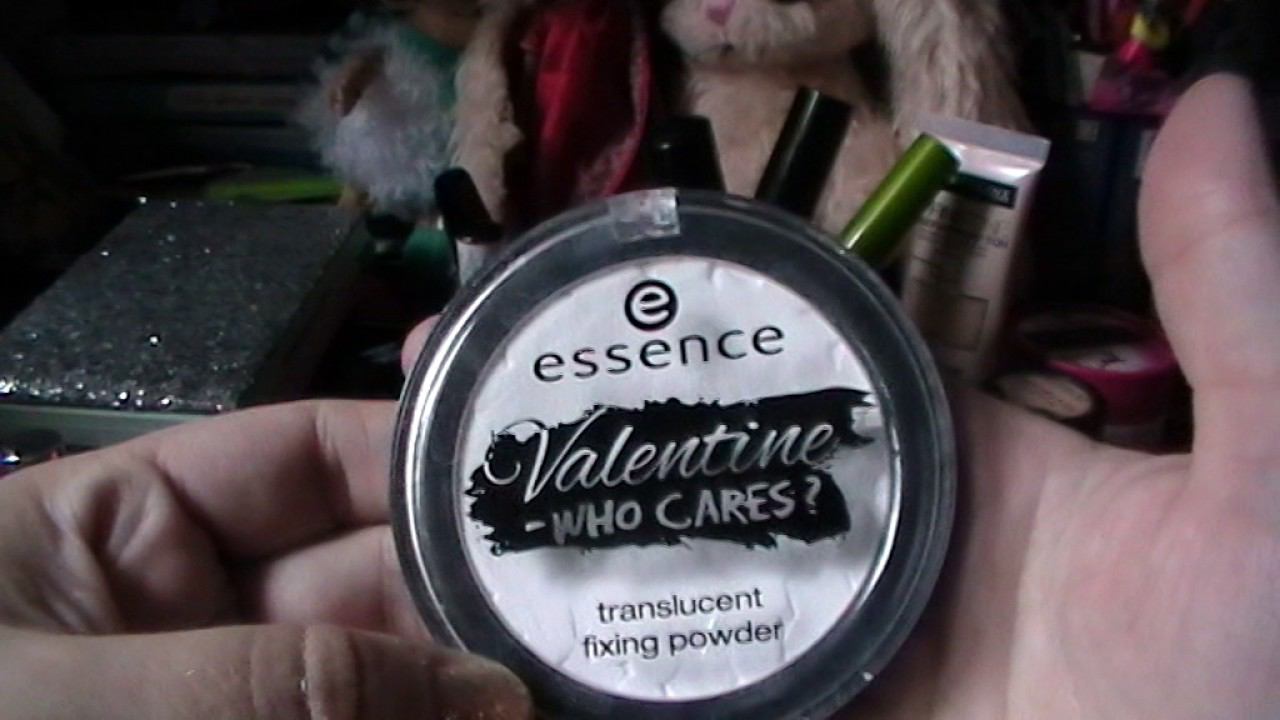 e
essence
Valentine
-WHO CARES?
translucent
fixing powder